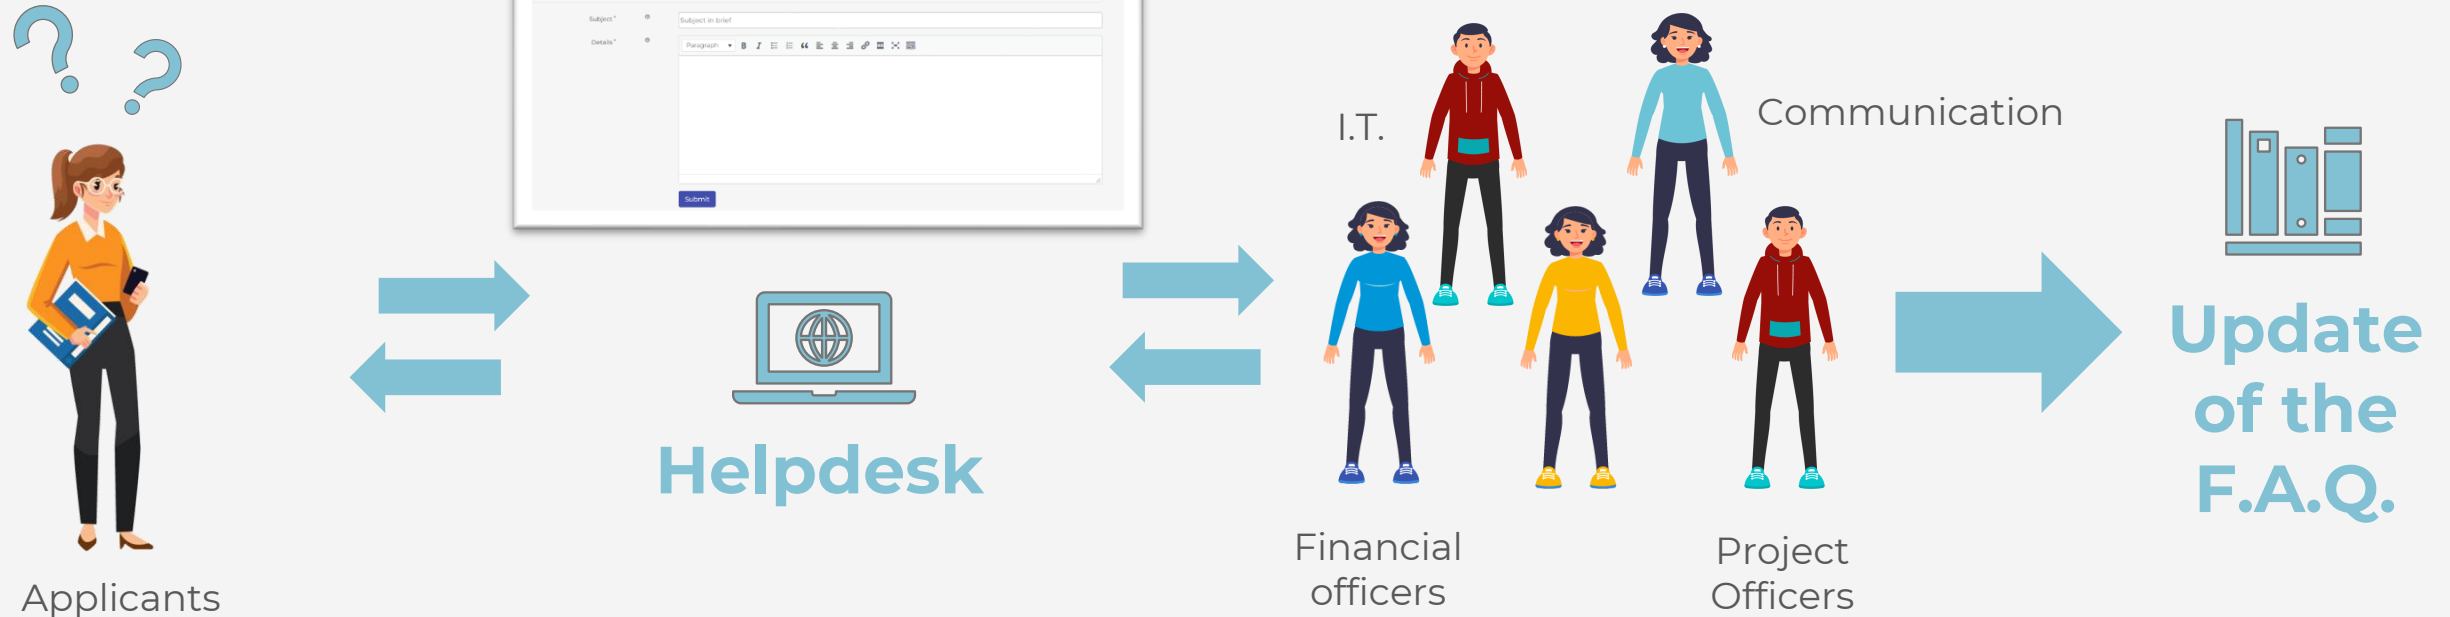 Subject*
Subject in brief
Details*
Paragraph
Submit
I.T.
Communication
Helpdesk
Applicants
Financial
officers
Project
Officers
Update
of the
F.A.Q.